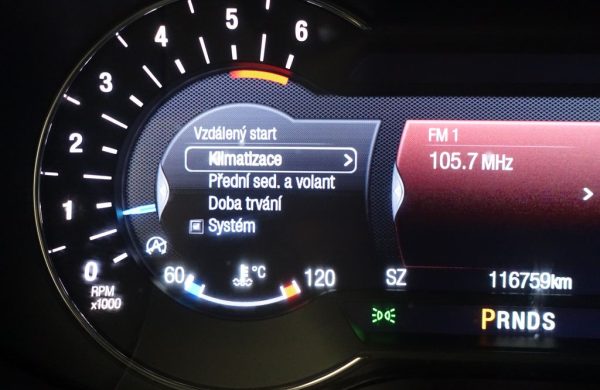 6
5
4
3
2
1
0
RPM
x1000
Vzdálený start
Klimatizace
Přední sed. a volant
Doba trvání
Systém
60
°C
120
FM 1
105.7 MHz
SZ
116759km
PRNDS